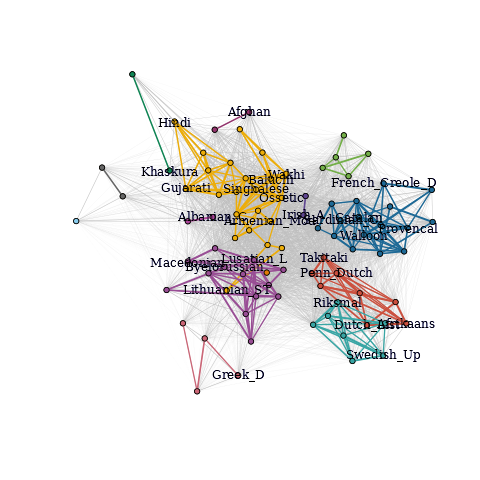 Afghan
Hindi
Khaskura
Wakhi
Baluchi
Gujarati
Singhalese
French_Creole_D
Ossetic
Albanian_C
Irish_A
Armenian_Mod
Catalan
Provencal
Walloon
Lusatian_L
Takitaki
Macedonian
Byelorussian
Penn_Dutch
Lithuanian_ST
Riksmal
Dutch_List
Afrikaans
Swedish_Up
Greek_D